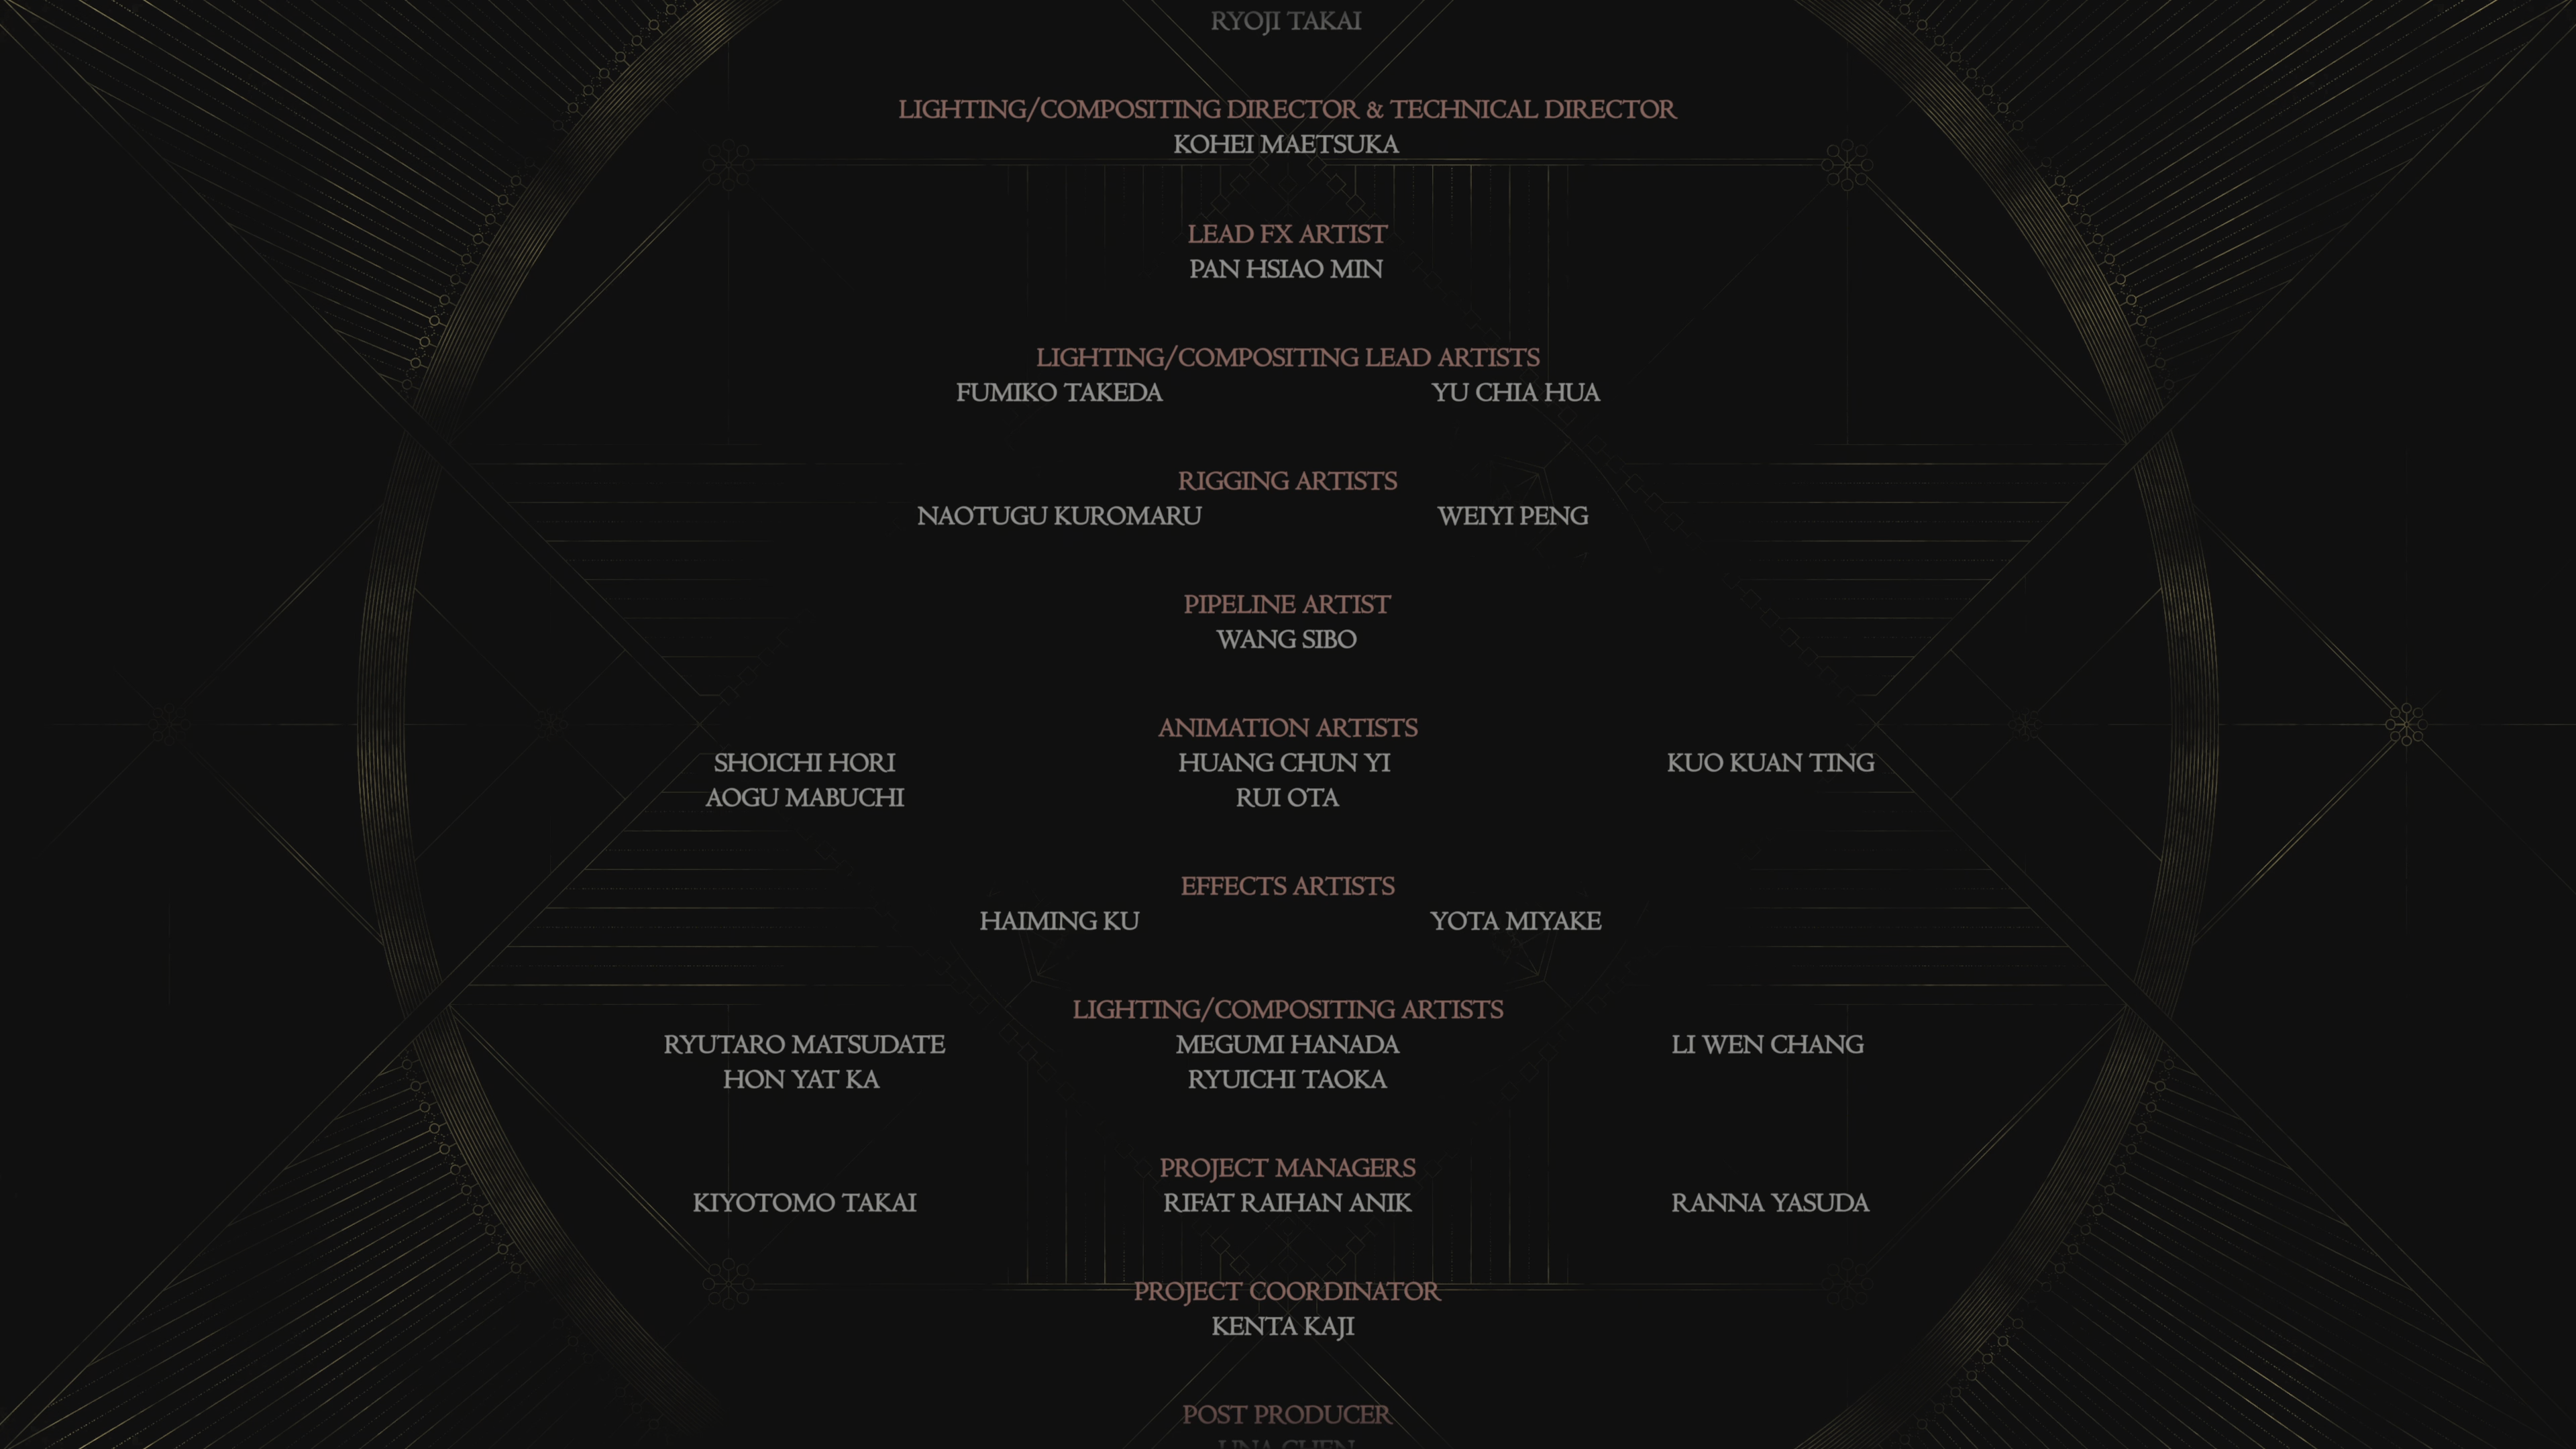 RYOJI TAKAI
LIGHTING/COMPOSITING DIRECTOR & TECHNICAL DIRECTOR
KOHEI MAETSUKA
LEAD FX ARTIST
PAN HSIAO MIN
LIGHTING/COMPOSITING LEAD ARTISTS
FUMIKO TAKEDA YU CHIA HUA
RIGGING ARTISTS
NAOTUGU KUROMARU WEIYI PENG
PIPELINE ARTIST
WANG SIBO
ANIMATION ARTISTS
SHOICHI HORI HUANG CHUN YI KUO KUAN TING
AOGU MABUCHI RUI OTA
EFFECTS ARTISTS
HAIMING KU YOTA MIYAKE
LIGHTING/COMPOSITING ARTISTS
RYUTARO MATSUDATE MEGUMI HANADA LI WEN CHANG
HON YAT KA RYUICHI TAOKA
PROJECT MANAGERS
KIYOTOMO TAKAI RIFAT RAIHAN ANIK RANNA YASUDA
PROJECT COORDINATOR
KENTA KAJI
POST PRODUCER